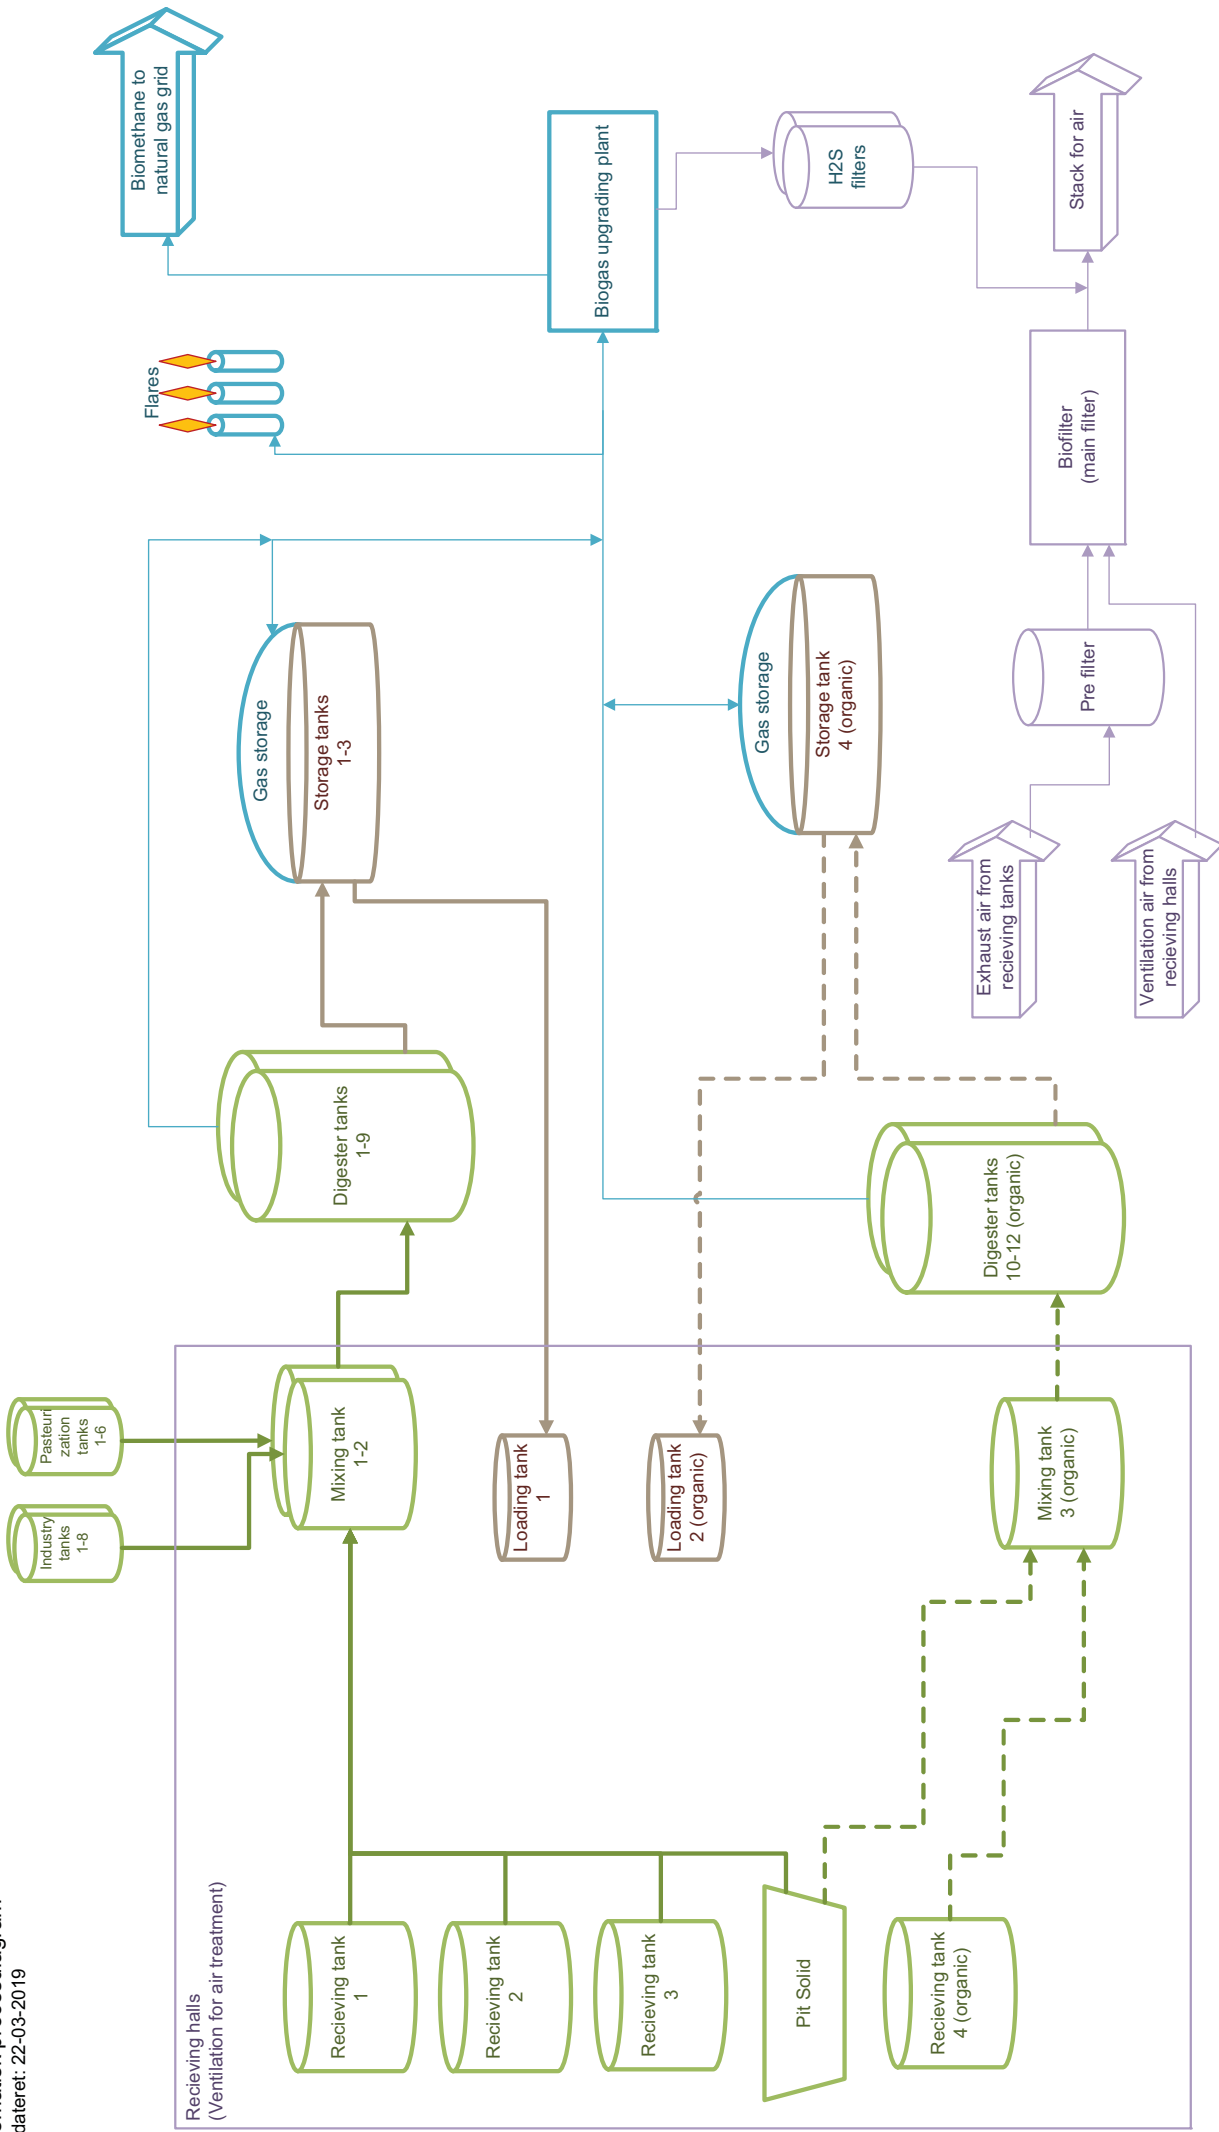 dateret: 22-03-2019
Recieving halls
(Ventilation for air treatment)
Industry
tanks
1-8
Pasteuri
zation
tanks
1-6
Recieving tank
1
Recieving tank
2
Recieving tank
3
Pit Solid
Recieving tank
4 (organic)
Mixing tank
1-2
Loading tank
1
Loading tank
2 (organic)
Mixing tank
3 (organic)
Digester tanks
1-9
Digester tanks
10-12 (organic)
Gas storage
Storage tanks
1-3
Gas storage
Storage tank
4 (organic)
Flares
Biomethane to
natural gas grid
Biogas upgrading plant
H2S
filters
Exhaust air from
recieving tanks
Ventilation air from
recieving halls
Pre filter
Biofilter
(main filter)
Stack for air